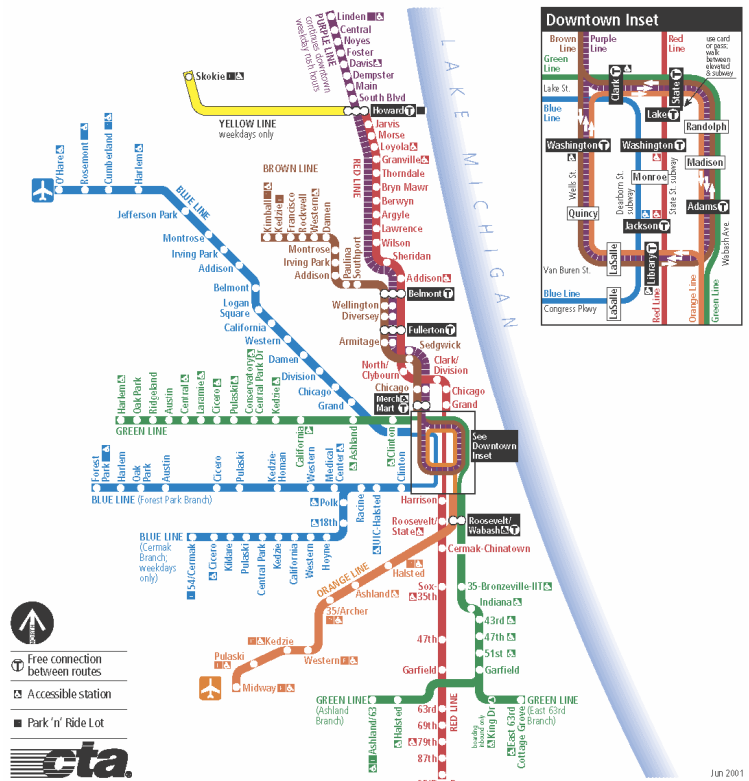 PURPLE LINE
continues downtown
weekday rush hours
Linden
Central
Noyes
Foster
Davis
Dempster
Main
South Blvd
Skokie
YELLOW LINE
weekdays only
Howard T
Jarvis
Morse
Loyola
Granville
Thorndale
Bryn Mawr
Berwyn
Argyle
Lawrence
Wilson
Sheridan
Addison
RED LINE
LAKE MICHIGAN
BROWN LINE
Kimball
Kedzie
Francisco
Rockwell
Western
Damen
Montrose
Irving Park
Addison
Paulina
Southport
Belmont T
Wellington
Diversey
Fullerton T
Armitage
Sedgwick
North/
Clybourn
Clark/
Division
Chicago
Chicago
Merch
Mart T
Grand
O'Hare
Rosemont
Cumberland
Harlem
BLUE LINE
Jefferson Park
Montrose
Irving Park
Addison
Belmont
Logan
Square
California
Western
Damen
Division
Chicago
Grand
Harlem
Oak Park
Ridgeland
Austin
Central
Laramie
Cicero
Pulaski
Conservatory
Central Park Dr
Kedzie
GREEN LINE
California
Ashland
Clinton
See
Downtown
Inset
Forest
Park
Harlem
Oak
Park
Austin
Cicero
Pulaski
Kedzie-
Homan
Western
Medical
Center
Clinton
BLUE LINE (Forest Park Branch)
Racine
UIC-Halsted
Polk
18th
BLUE LINE
(Cermak
Branch;
weekdays
only)
54/Cermak
Cicero
Kildare
Pulaski
Central Park
Kedzie
California
Western
Hoyne
Harrison
Roosevelt/
State
Roosevelt/
Wabash T
Cermak-Chinatown
ORANGE LINE
Halsted
Ashland
35/Archer
Kedzie
Western
Pulaski
Midway
Sox-
35th
47th
Garfield
63rd
69th
79th
87th
RED LINE
35-Bronzeville-IIT
Indiana
43rd
47th
51st
Garfield
GREEN LINE
(Ashland
Branch)
Ashland/63
Halsted
boarding
inbound only
King Dr
East 63rd
Cottage Grove
GREEN LINE
(East 63rd
Branch)
T Free connection
between routes
Accessible station
Park 'n' Ride Lot
cta.
Jun 2001
Downtown Inset
Brown
Line
Purple
Line
Red
Line
use card
or pass;
walk
between
elevated
& subway
Green
Line
Lake St.
Clark T
State T
Blue
Line
Lake T
Randolph
Washington T
Washington T
Madison
Monroe
Wells St.
Dearborn St.
subway
State St. subway
Quincy
Adams T
Jackson T
Wabash Ave.
LaSalle
Library T
Van Buren St.
Blue Line
Congress Pkwy
LaSalle
Red Line
Orange Line
Green Line